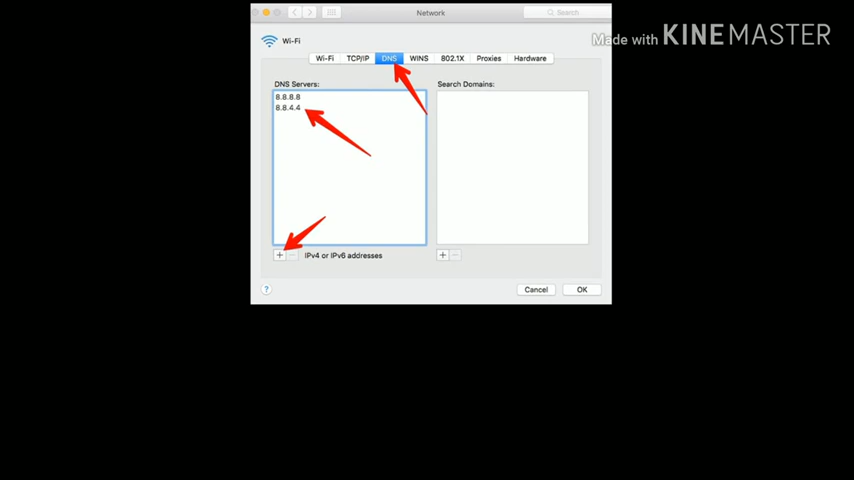 Network
Search
Made with KINEMASTER
Wi-Fi
Wi-Fi TCP/IP DNS WINS 802.1X Proxies Hardware
DNS Servers: Search Domains:
8.8.8.8
8.8.4.4
+ − IPv4 or IPv6 addresses + −
? Cancel OK